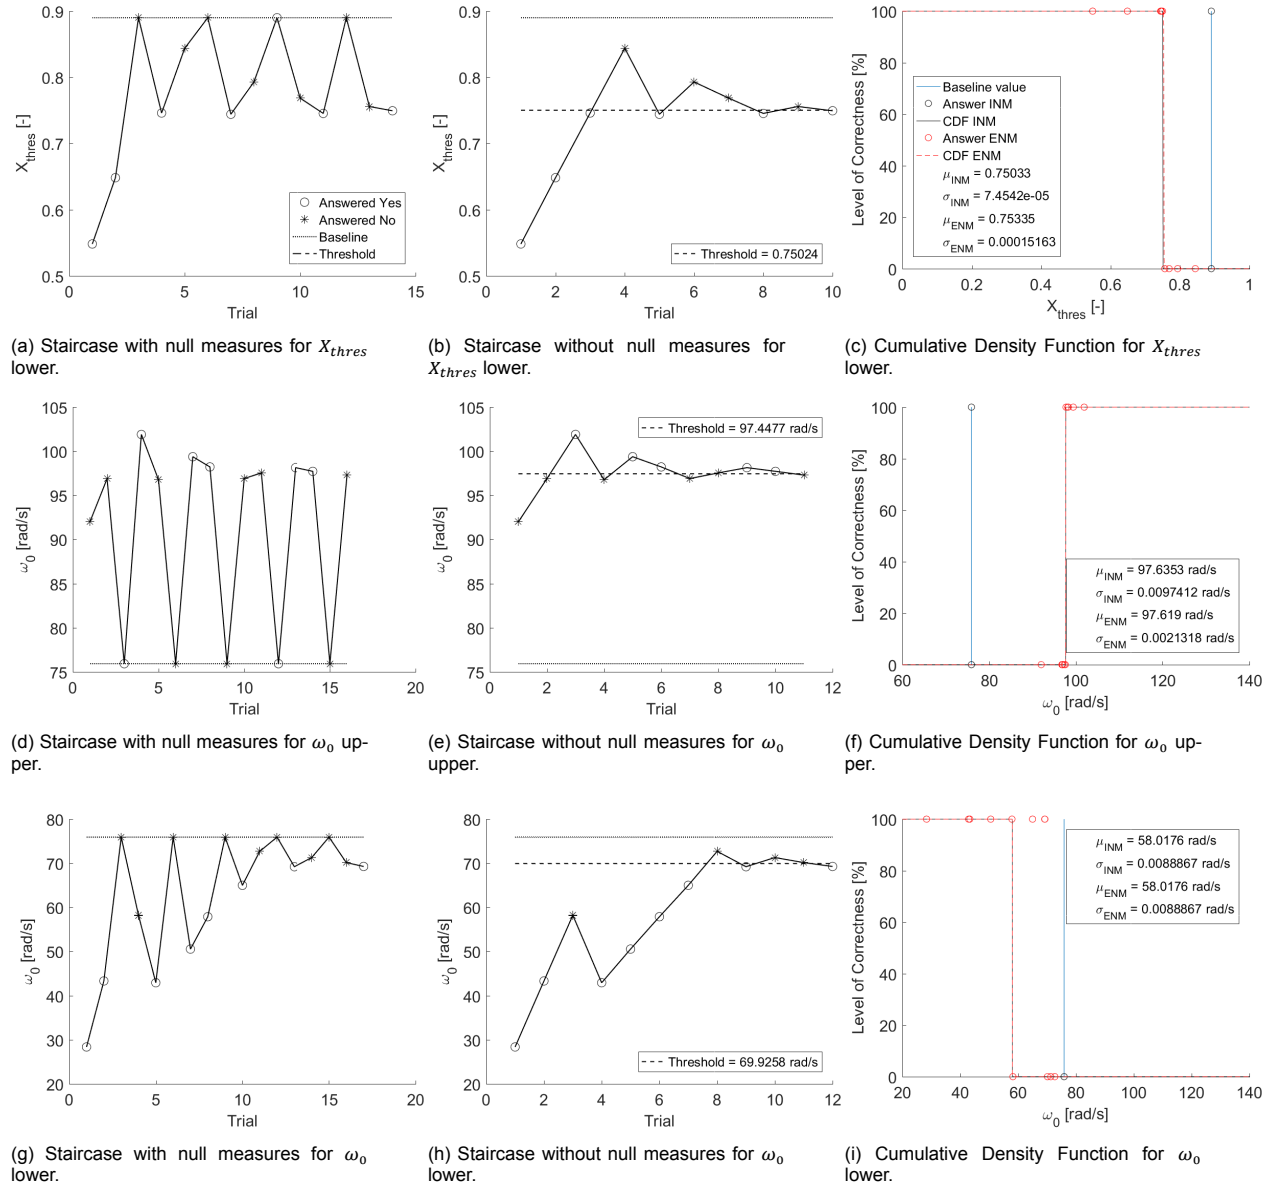 0.9
0.8
0.7
0.6
0.5
X_thres [-]
0
5
10
15
Trial
Answered Yes
Answered No
Baseline
Threshold
(a) Staircase with null measures for X_thres
lower.
0.9
0.8
0.7
0.6
0.5
X_thres [-]
0
2
4
6
8
10
Trial
Threshold = 0.75024
(b) Staircase without null measures for
X_thres lower.
100
80
60
40
20
0
Level of Correctness [%]
0
0.2
0.4
0.6
0.8
1
X_thres [-]
Baseline value
Answer INM
CDF INM
Answer ENM
CDF ENM
μ_INM = 0.75033
σ_INM = 7.4542e-05
μ_ENM = 0.75335
σ_ENM = 0.00015163
(c) Cumulative Density Function for X_thres
lower.
105
100
95
90
85
80
75
ω_0 [rad/s]
0
5
10
15
20
Trial
(d) Staircase with null measures for ω_0 up-
per.
105
100
95
90
85
80
75
ω_0 [rad/s]
0
2
4
6
8
10
12
Trial
Threshold = 97.4477 rad/s
(e) Staircase without null measures for ω_0
upper.
100
80
60
40
20
0
Level of Correctness [%]
60
80
100
120
140
ω_0 [rad/s]
μ_INM = 97.6353 rad/s
σ_INM = 0.0097412 rad/s
μ_ENM = 97.619 rad/s
σ_ENM = 0.0021318 rad/s
(f) Cumulative Density Function for ω_0 up-
per.
80
70
60
50
40
30
20
ω_0 [rad/s]
0
5
10
15
20
Trial
(g) Staircase with null measures for ω_0
lower.
80
70
60
50
40
30
20
ω_0 [rad/s]
0
2
4
6
8
10
12
Trial
Threshold = 69.9258 rad/s
(h) Staircase without null measures for ω_0
lower.
100
80
60
40
20
0
Level of Correctness [%]
20
40
60
80
100
120
140
ω_0 [rad/s]
μ_INM = 58.0176 rad/s
σ_INM = 0.0088867 rad/s
μ_ENM = 58.0176 rad/s
σ_ENM = 0.0088867 rad/s
(i) Cumulative Density Function for ω_0
lower.